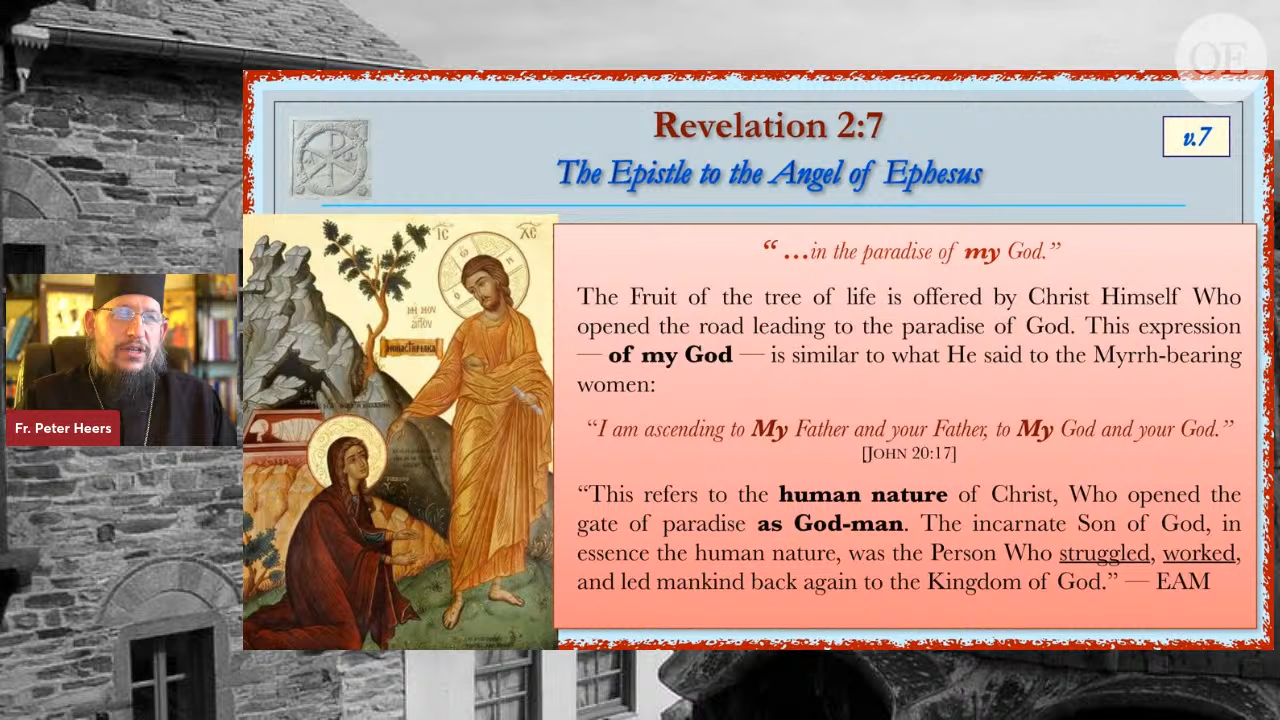 OE
Revelation 2:7
v.7
The Epistle to the Angel of Ephesus
IC XC
ὁ ὤ Ν
ΜΗ ΜΟΥ
ἍΠΤΟΥ
“ …in the paradise of my God.”
The Fruit of the tree of life is offered by Christ Himself Who
opened the road leading to the paradise of God. This expression
— of my God — is similar to what He said to the Myrrh-bearing
women:
“I am ascending to My Father and your Father, to My God and your God.”
[JOHN 20:17]
“This refers to the human nature of Christ, Who opened the
gate of paradise as God-man. The incarnate Son of God, in
essence the human nature, was the Person Who struggled, worked,
and led mankind back again to the Kingdom of God.” — EAM
Fr. Peter Heers